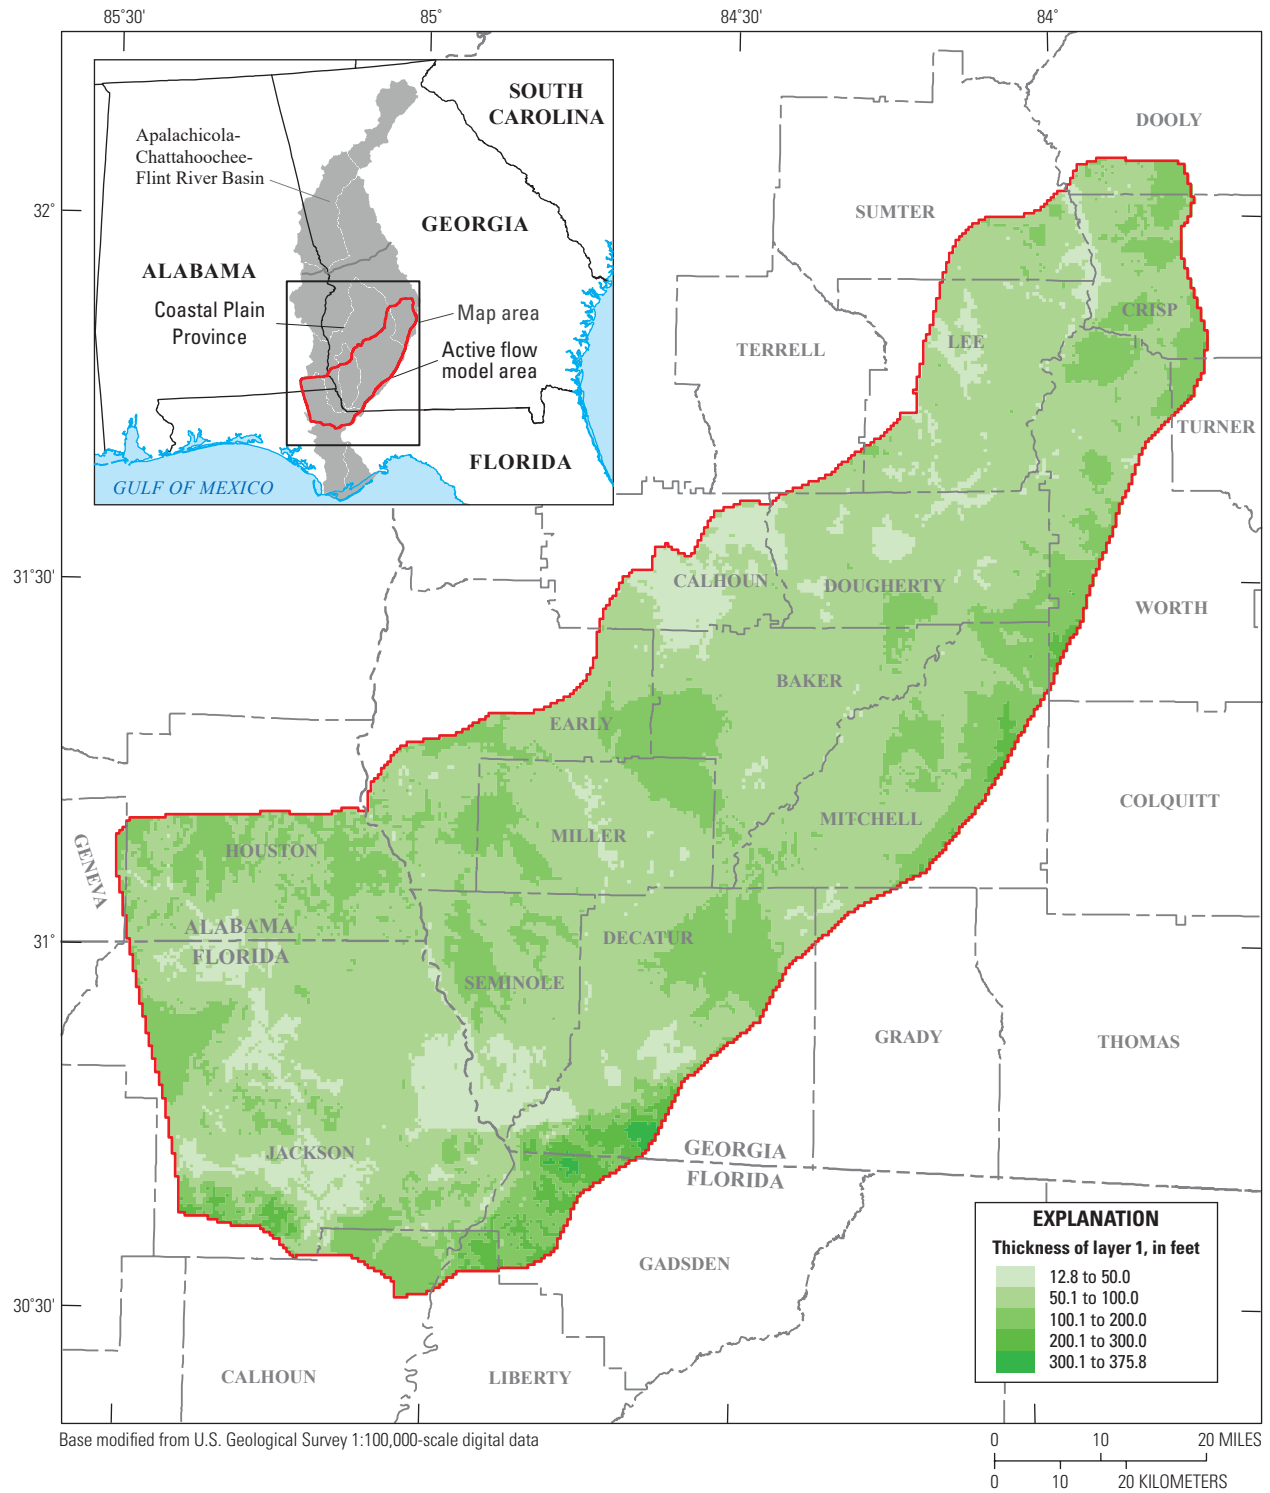 85˚30'
85˚
84˚30'
84˚
32˚
31˚30'
31˚
30˚30'
SOUTH
CAROLINA
Apalachicola-
Chattahoochee-
Flint River Basin
GEORGIA
ALABAMA
Coastal Plain
Province
Map area
Active flow
model area
FLORIDA
GULF OF MEXICO
DOOLY
SUMTER
CRISP
LEE
TERRELL
TURNER
CALHOUN
DOUGHERTY
WORTH
BAKER
EARLY
COLQUITT
MITCHELL
MILLER
HOUSTON
GENEVA
ALABAMA
FLORIDA
DECATUR
SEMINOLE
GRADY
THOMAS
JACKSON
GEORGIA
FLORIDA
GADSDEN
CALHOUN
LIBERTY
EXPLANATION
Thickness of layer 1, in feet
12.8 to 50.0
50.1 to 100.0
100.1 to 200.0
200.1 to 300.0
300.1 to 375.8
Base modified from U.S. Geological Survey 1:100,000-scale digital data
0 10 20 MILES
0 10 20 KILOMETERS